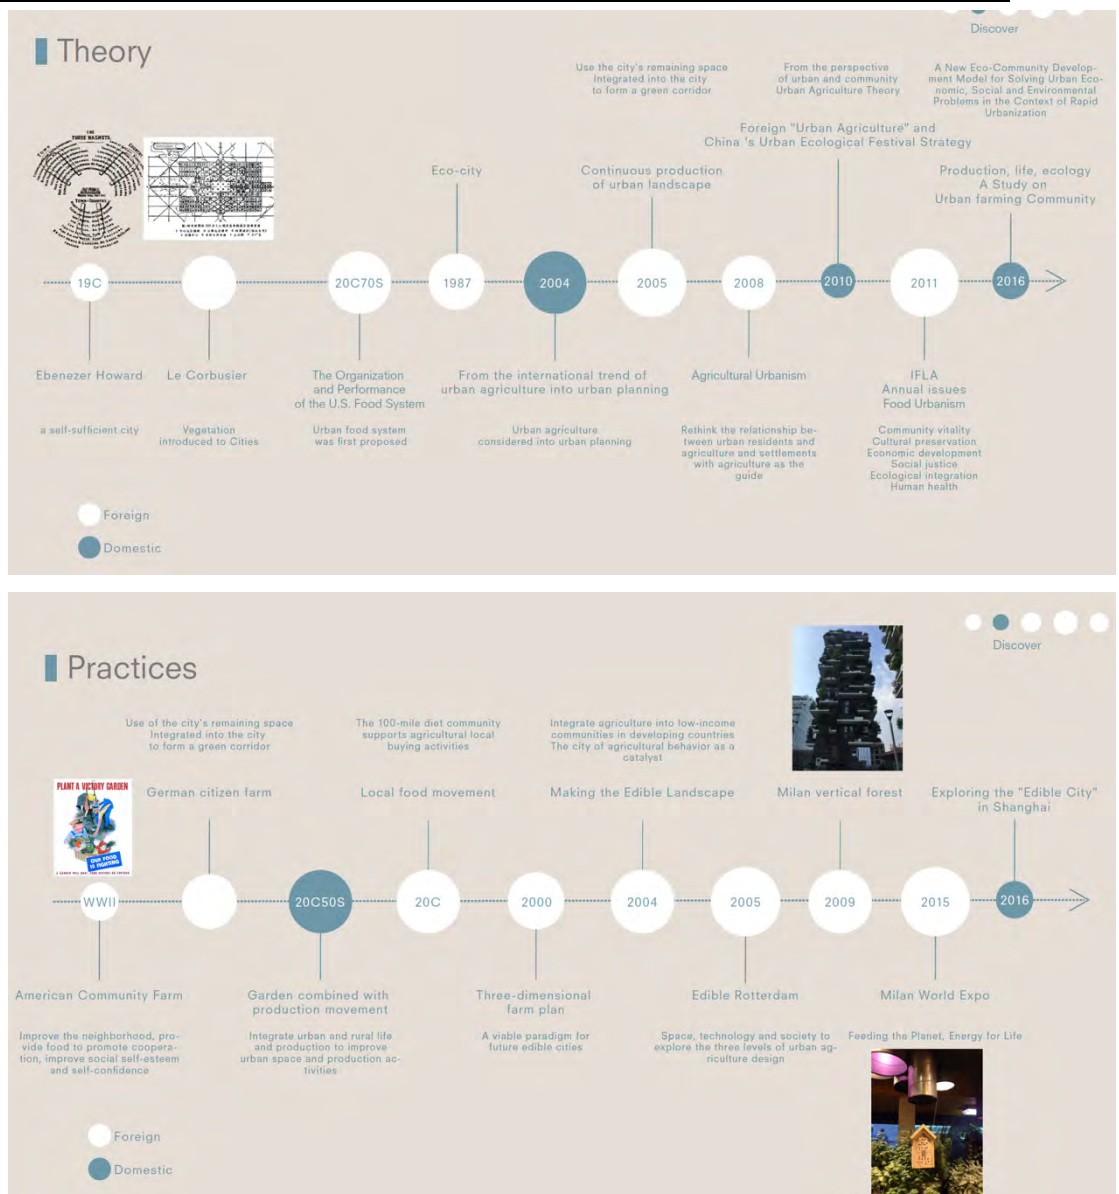 Discover
Theory
Use the city's remaining space
Integrated into the city
to form a green corridor
From the perspective
of urban and community
Urban Agriculture Theory
A New Eco-Community Develop-
ment Model for Solving Urban Eco-
nomic, Social and Environmental
Problems in the Context of Rapid
Urbanization
Foreign "Urban Agriculture" and
China 's Urban Ecological Festival Strategy
THREE MAGNETS
Eco-city
Continuous production
of urban landscape
Production, life, ecology
A Study on
Urban farming Community
19C
20C70S
1987
2004
2005
2008
2010
2011
2016
Ebenezer Howard
Le Corbusier
The Organization
and Performance
of the U.S. Food System
From the international trend of
urban agriculture into urban planning
Agricultural Urbanism
IFLA
Annual issues
Food Urbanism
a self-sufficient city
Vegetation
introduced to Cities
Urban food system
was first proposed
Urban agriculture
considered into urban planning
Rethink the relationship be-
tween urban residents and
agriculture and settlements
with agriculture as the
guide
Community vitality
Cultural preservation
Economic development
Social justice
Ecological integration
Human health
Foreign
Domestic
Discover
Practices
Use of the city's remaining space
Integrated into the city
to form a green corridor
The 100-mile diet community
supports agricultural local
buying activities
Integrate agriculture into low-income
communities in developing countries
The city of agricultural behavior as a
catalyst
PLANT A VICTORY GARDEN
OUR FOOD
IS FIGHTING
German citizen farm
Local food movement
Making the Edible Landscape
Milan vertical forest
Exploring the "Edible City"
in Shanghai
WWII
20C50S
20C
2000
2004
2005
2009
2015
2016
American Community Farm
Garden combined with
production movement
Three-dimensional
farm plan
Edible Rotterdam
Milan World Expo
Improve the neighborhood, pro-
vide food to promote coopera-
tion, improve social self-esteem
and self-confidence
Integrate urban and rural life
and production to improve
urban space and production ac-
tivities
A viable paradigm for
future edible cities
Space, technology and society to
explore the three levels of urban ag-
riculture design
Feeding the Planet, Energy for Life
Foreign
Domestic